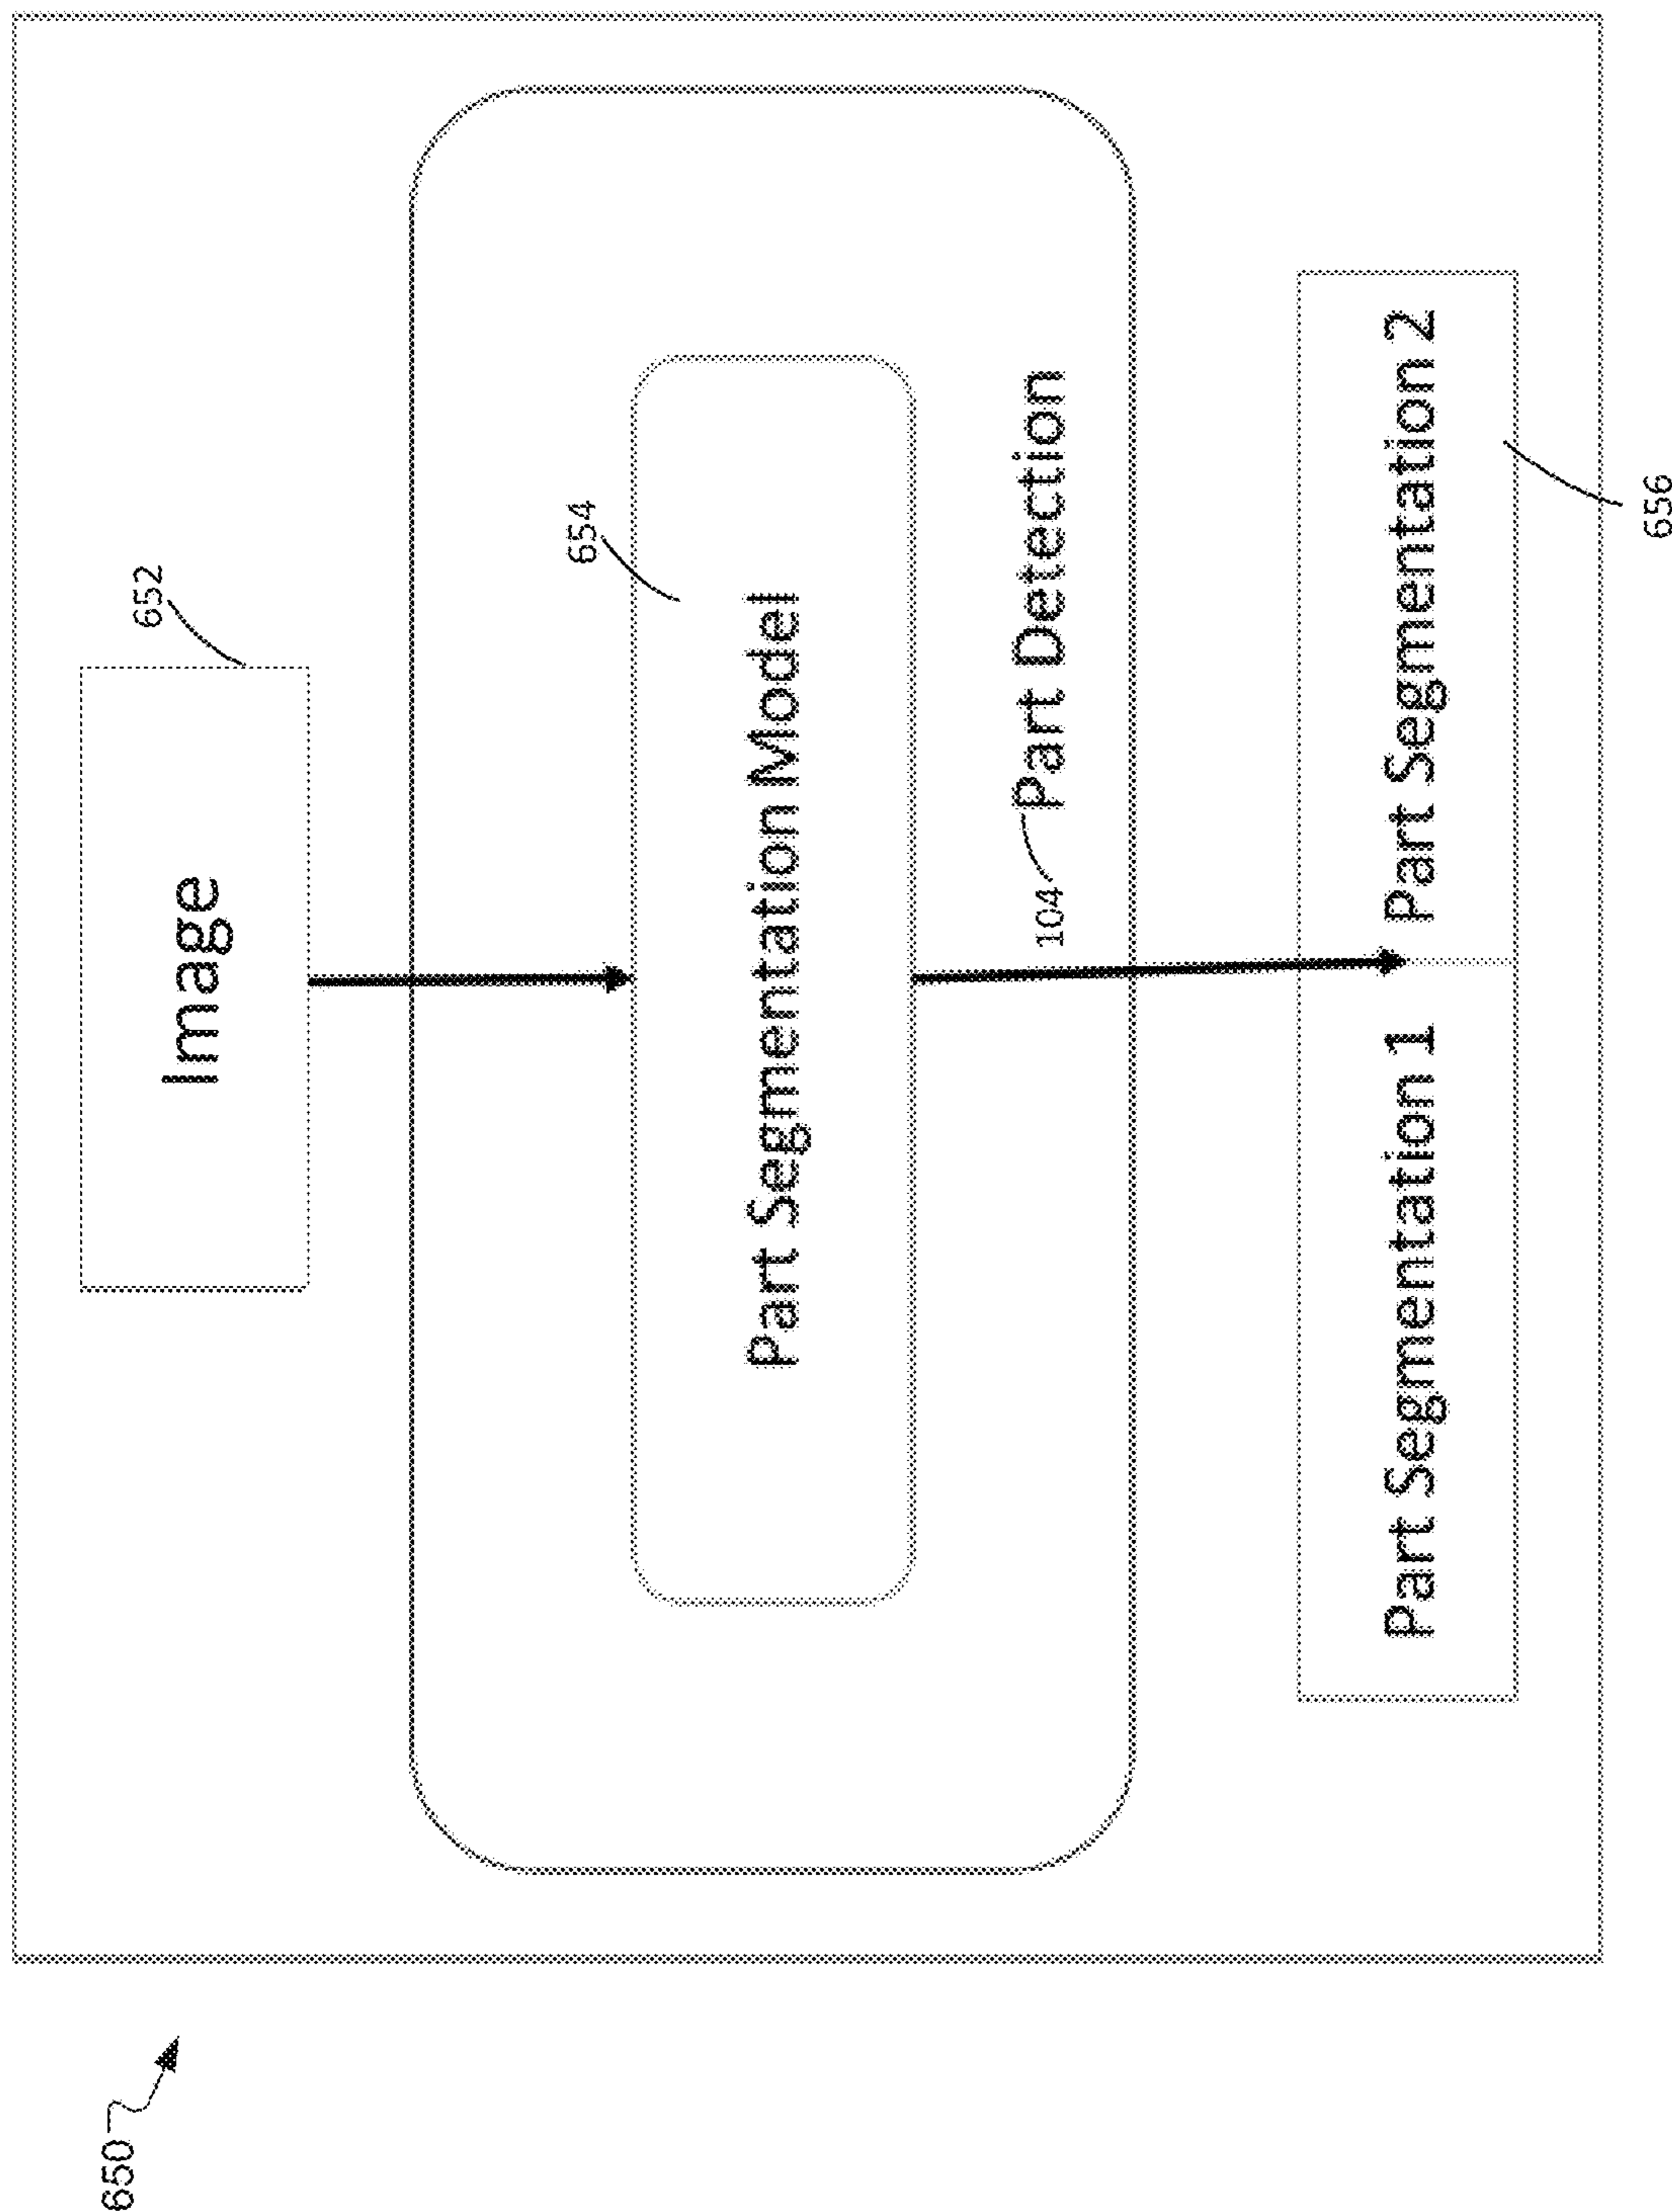 650
Image
652
654
Part Segmentation Model
104
Part Detection
Part Segmentation 1
Part Segmentation 2
656